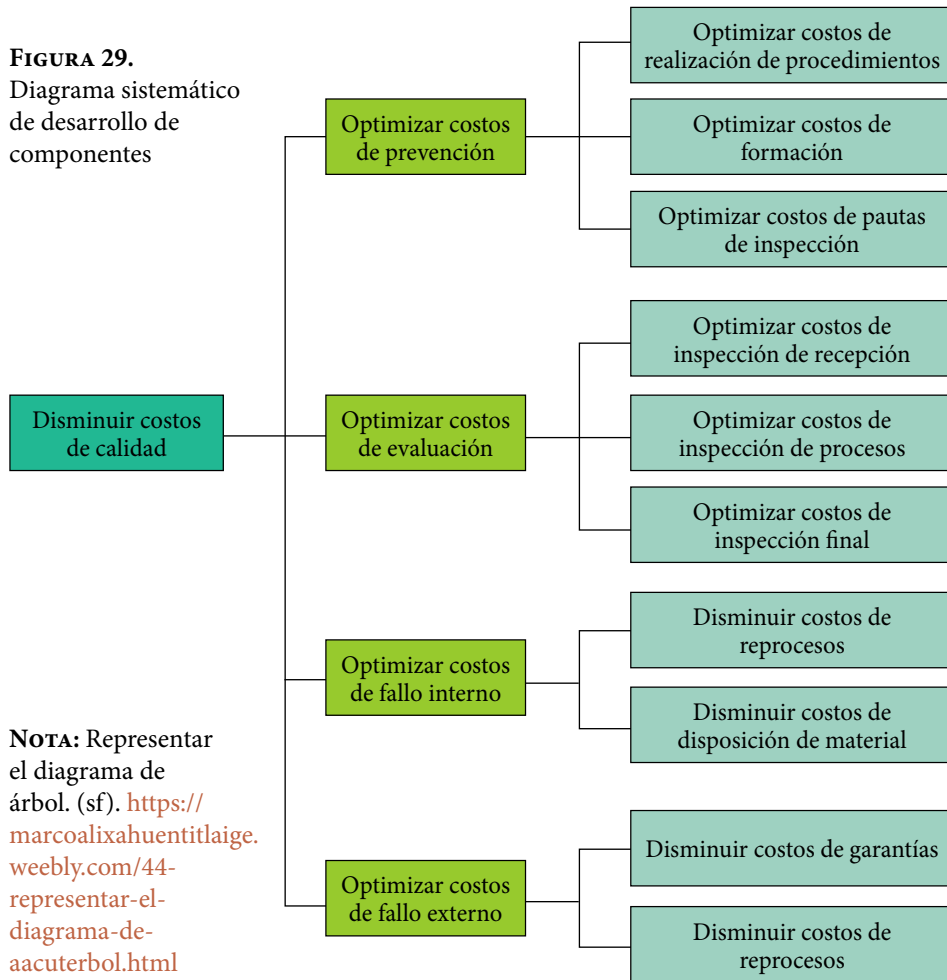 FIGURA 29.
Diagrama sistemático
de desarrollo de
componentes
Disminuir costos
de calidad
Optimizar costos
de prevención
Optimizar costos de
realización de procedimientos
Optimizar costos de
formación
Optimizar costos de pautas
de inspección
Optimizar costos
de evaluación
Optimizar costos de
inspección de recepción
Optimizar costos de
inspección de procesos
Optimizar costos de
inspección final
Optimizar costos
de fallo interno
Disminuir costos de
reprocesos
Disminuir costos de
disposición de material
Optimizar costos
de fallo externo
Disminuir costos de garantías
Disminuir costos de
reprocesos
NOTA: Representar
el diagrama de
árbol. (sf). https://
marcoalixahuentitlaige.
weebly.com/44-
representar-el-
diagrama-de-
aacuterbol.html